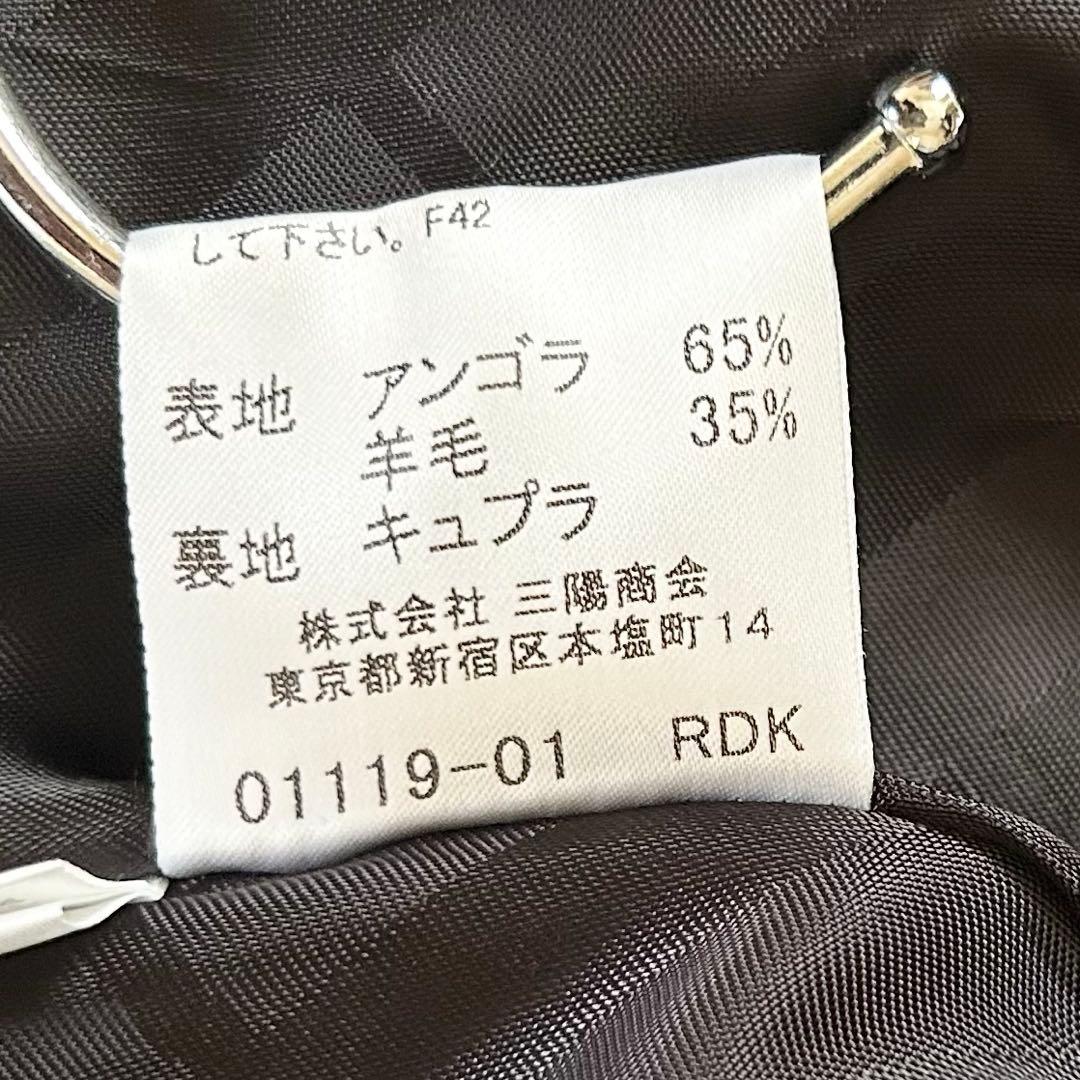 して下さい。F42
表地 アンゴラ 65%
羊毛 35%
裏地 キュプラ
株式会社 三陽商会
東京都新宿区本塩町14
01119-01 RDK